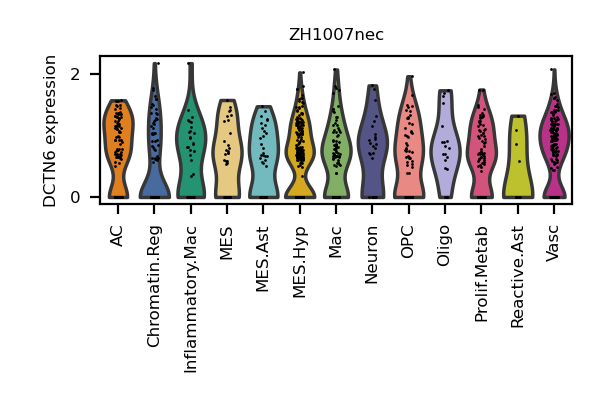 ZH1007nec
DCTN6 expression
2
0
AC
Chromatin.Reg
Inflammatory.Mac
MES
MES.Ast
MES.Hyp
Mac
Neuron
OPC
Oligo
Prolif.Metab
Reactive.Ast
Vasc